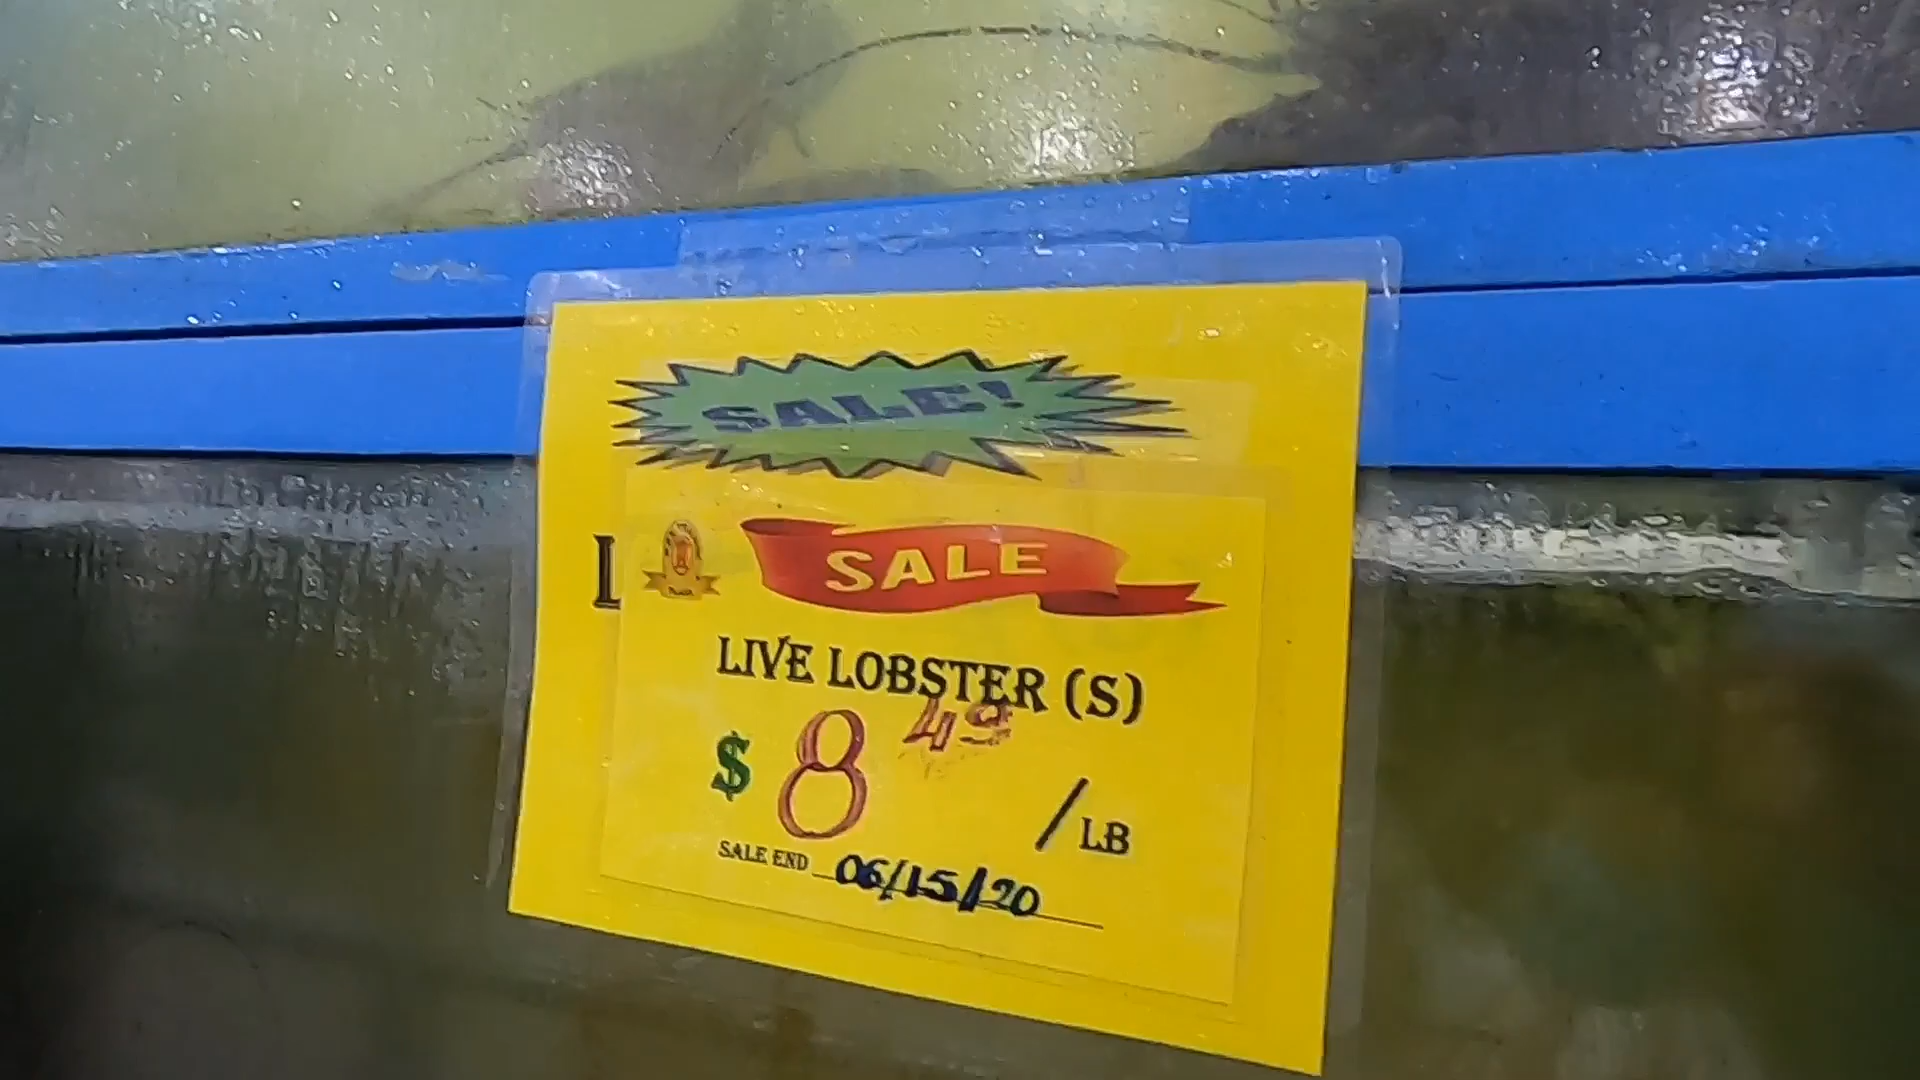 SALE!
SALE
LIVE LOBSTER (S)
$ 8 49 / LB
SALE END 06/15/20